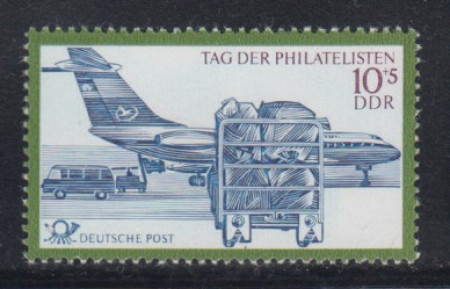 TAG DER PHILATELISTEN
10+5
DDR
DEUTSCHE POST